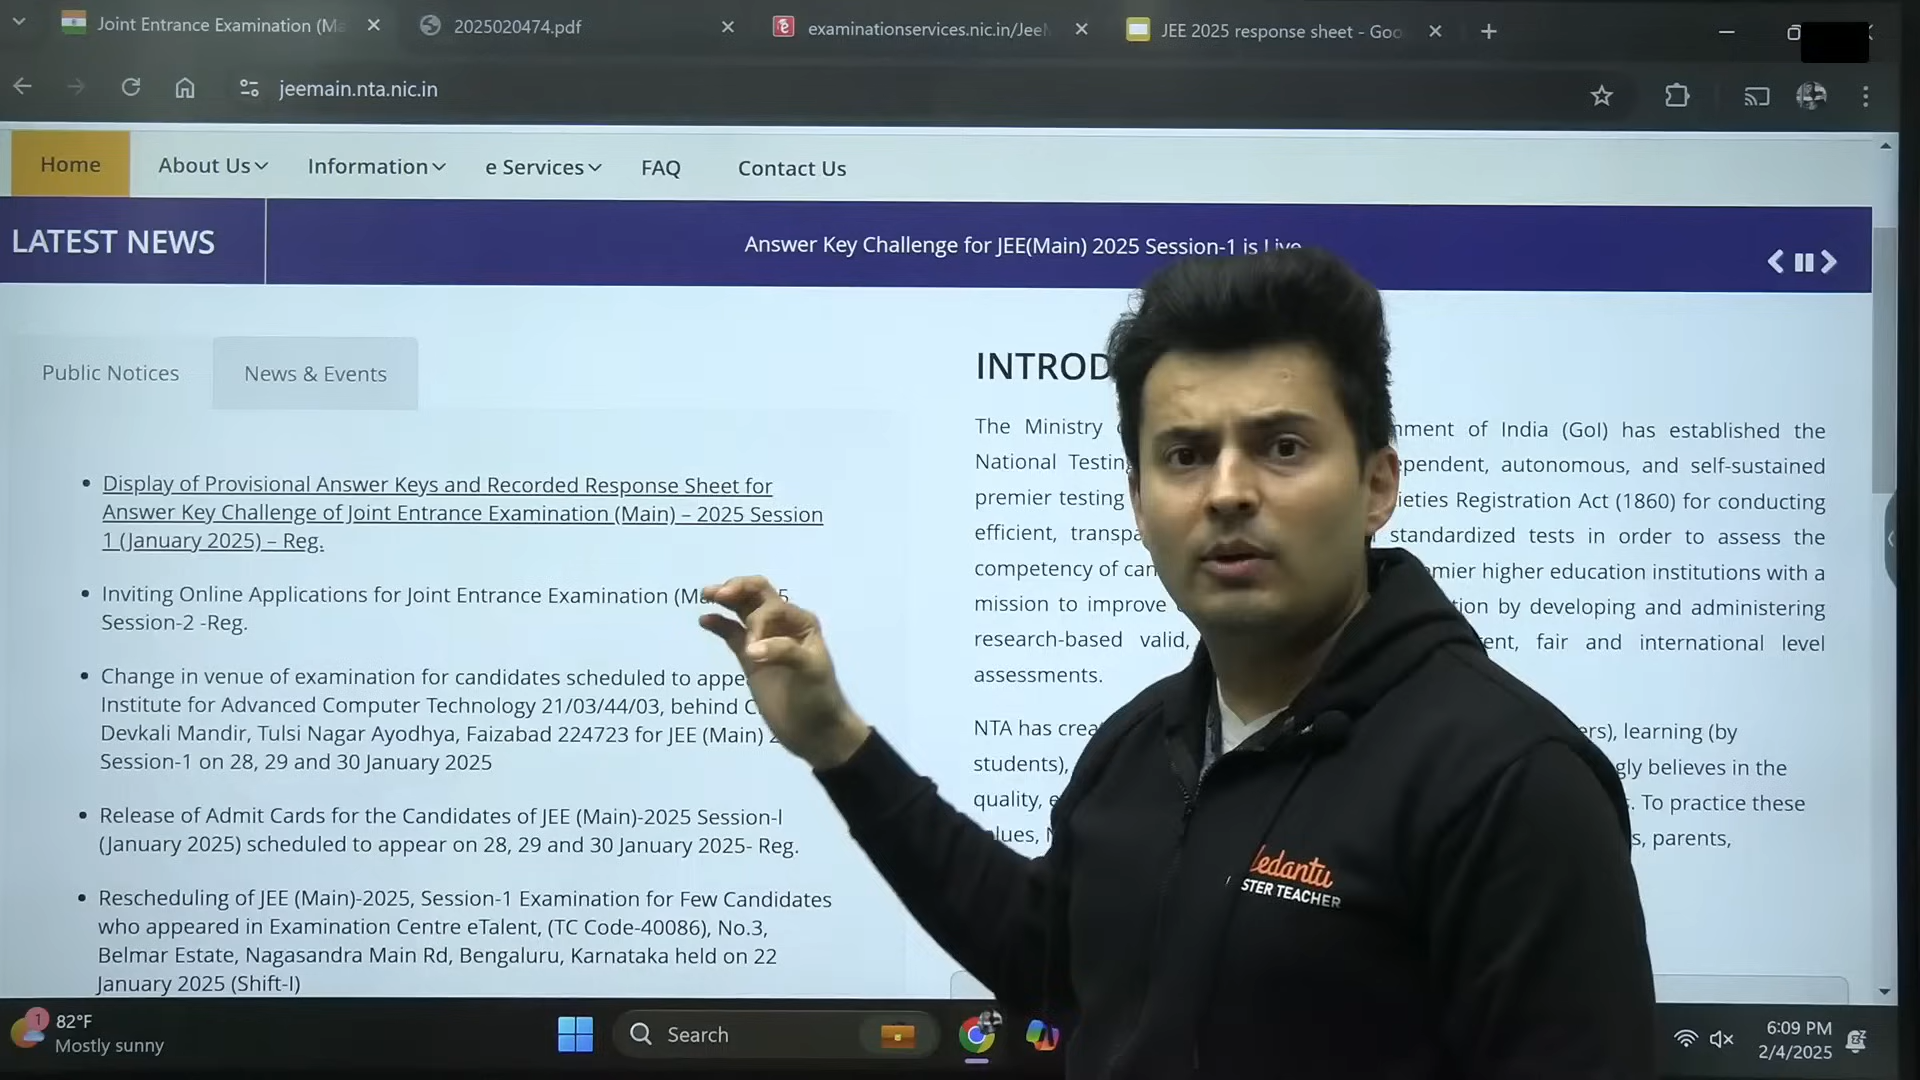 Joint Entrance Examination (Ma
2025020474.pdf
examinationservices.nic.in/JeeM
JEE 2025 response sheet - Goo
jeemain.nta.nic.in
Home
About Us
Information
e Services
FAQ
Contact Us
LATEST NEWS
Answer Key Challenge for JEE(Main) 2025 Session-1 is Live
Public Notices
News & Events
Display of Provisional Answer Keys and Recorded Response Sheet for
Answer Key Challenge of Joint Entrance Examination (Main) – 2025 Session
1 (January 2025) – Reg.
Inviting Online Applications for Joint Entrance Examination
Session-2 -Reg.
Change in venue of examination for candidates scheduled to
Institute for Advanced Computer Technology 21/03/44/03, behind
Devkali Mandir, Tulsi Nagar Ayodhya, Faizabad 224723 for JEE (Main)
Session-1 on 28, 29 and 30 January 2025
Release of Admit Cards for the Candidates of JEE (Main)-2025 Session-I
(January 2025) scheduled to appear on 28, 29 and 30 January 2025- Reg.
Rescheduling of JEE (Main)-2025, Session-1 Examination for Few Candidates
who appeared in Examination Centre eTalent, (TC Code-40086), No.3,
Belmar Estate, Nagasandra Main Rd, Bengaluru, Karnataka held on 22
January 2025 (Shift-I)
INTROD
The Ministry nment of India (GoI) has established the
National Testing ependent, autonomous, and self-sustained
premier testing ieties Registration Act (1860) for conducting
efficient, transpa standardized tests in order to assess the
competency of can mier higher education institutions with a
mission to improve tion by developing and administering
research-based valid, ent, fair and international level
assessments.
NTA has crea ers), learning (by
students), gly believes in the
quality, e . To practice these
alues, N s, parents,
Vedantu
STER TEACHER
1
82°F
Mostly sunny
Search
6:09 PM
2/4/2025